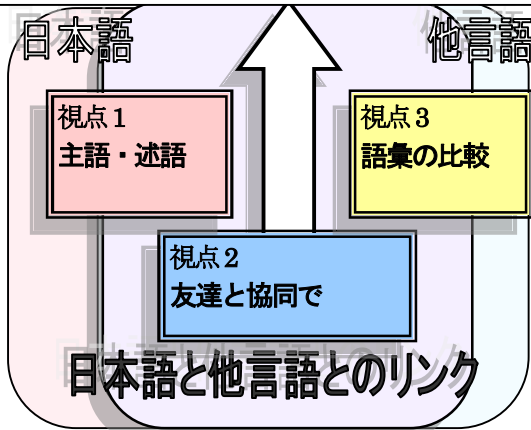 日本語
他言語
視点1
主語・述語
視点3
語彙の比較
視点2
友達と協同で
日本語と他言語とのリンク